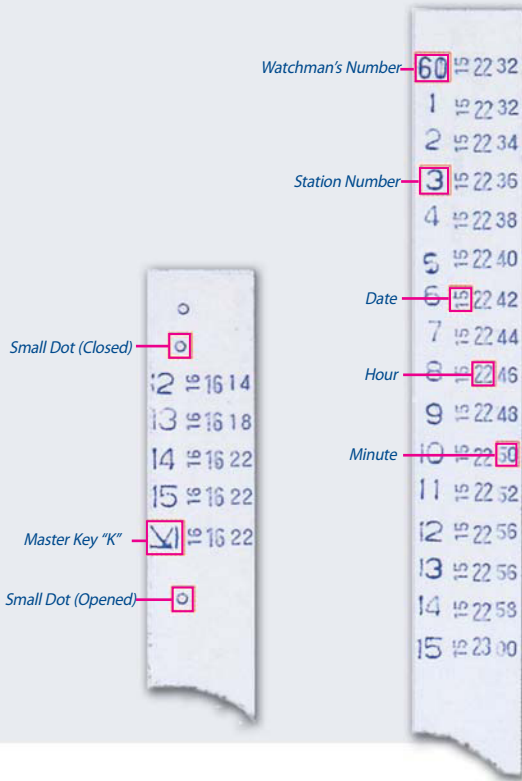 Watchman's Number 60 15 22 32
1 15 22 32
2 15 22 34
Station Number 3 15 22 36
4 15 22 38
5 15 22 40
Date 6 15 22 42
7 15 22 44
Hour 8 15 22 46
9 15 22 48
Minute 10 15 22 50
11 15 22 52
12 15 22 56
13 15 22 56
14 15 22 58
15 15 23 00
Small Dot (Closed)
12 16 16 14
13 16 16 18
14 16 16 22
15 16 16 22
Master Key "K" K 16 16 22
Small Dot (Opened)